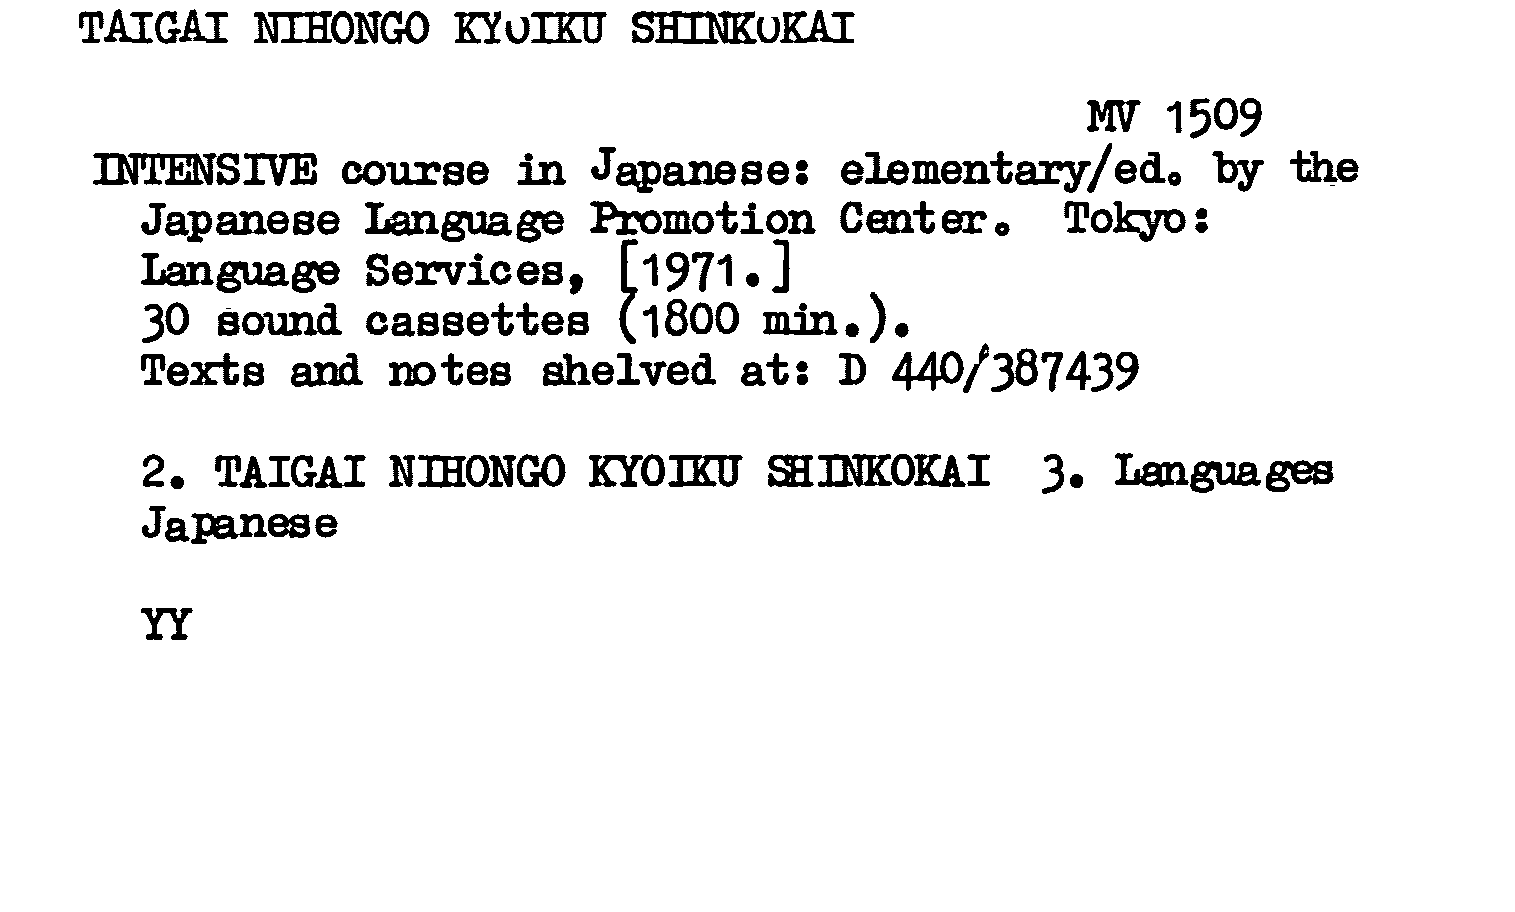 TAIGAI NIHONGO KYOIKU SHINKOKAI
MV 1509
INTENSIVE course in Japanese: elementary/ed. by the
Japanese Language Promotion Center. Tokyo:
Language Services, [1971.]
30 sound cassettes (1800 min.).
Texts and notes shelved at: D 440/387439
2. TAIGAI NIHONGO KYOIKU SHINKOKAI 3. Languages
Japanese
YY